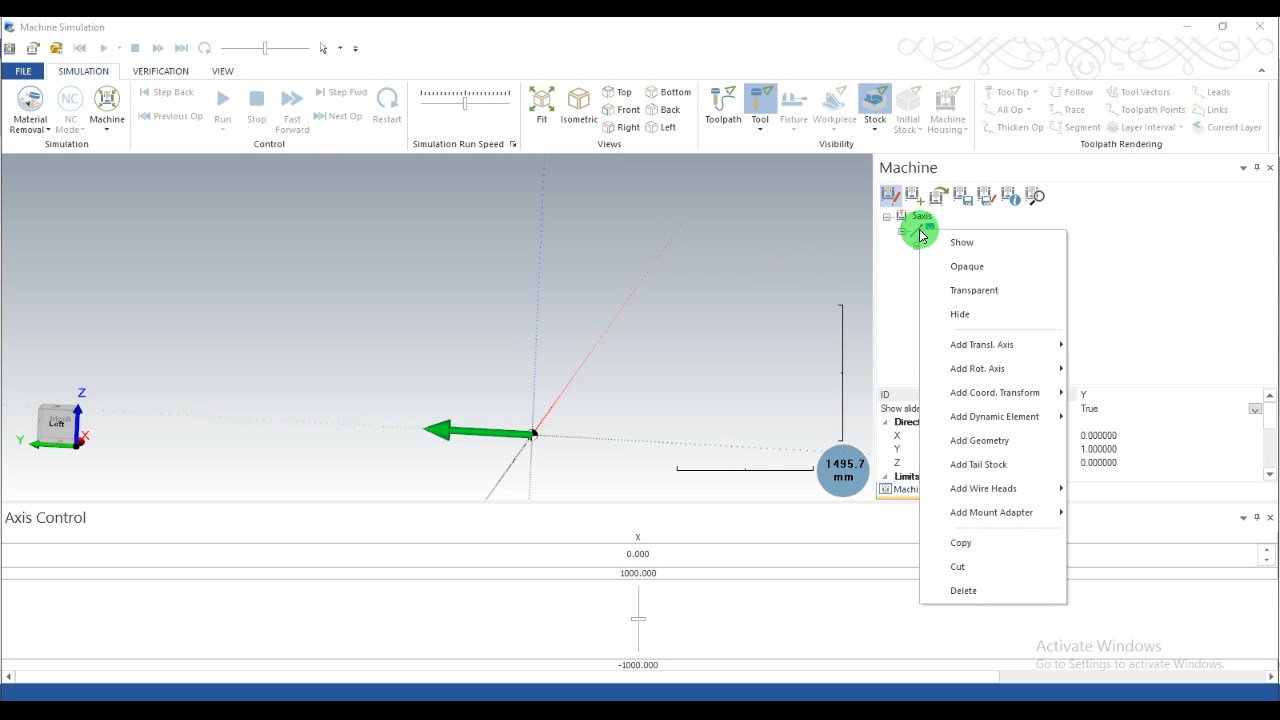 Machine Simulation
FILE SIMULATION VERIFICATION VIEW
Material Removal NC Mode Machine
Simulation
Step Back
Previous Op
Run Stop Fast Forward
Step Fwd
Next Op
Restart
Control
Simulation Run Speed
Fit Isometric
Top Bottom
Front Back
Right Left
Views
Toolpath Tool Fixture Workpiece Stock Initial Stock Machine Housing
Visibility
Tool Tip Follow Tool Vectors Leads
All Op Trace Toolpath Points Links
Thicken Op Segment Layer Interval Current Layer
Toolpath Rendering
Machine
5axis
Show
Opaque
Transparent
Hide
Add Transl. Axis
Add Rot. Axis
Add Coord. Transform
Add Dynamic Element
Add Geometry
Add Tail Stock
Add Wire Heads
Add Mount Adapter
Copy
Cut
Delete
ID Y
Show slide True
Direct
X 0.000000
Y 1.000000
Z 0.000000
Limits
Machi
Z
Left
Y X
1495.7
mm
Axis Control
X
0.000
1000.000
-1000.000
Activate Windows
Go to Settings to activate Windows.